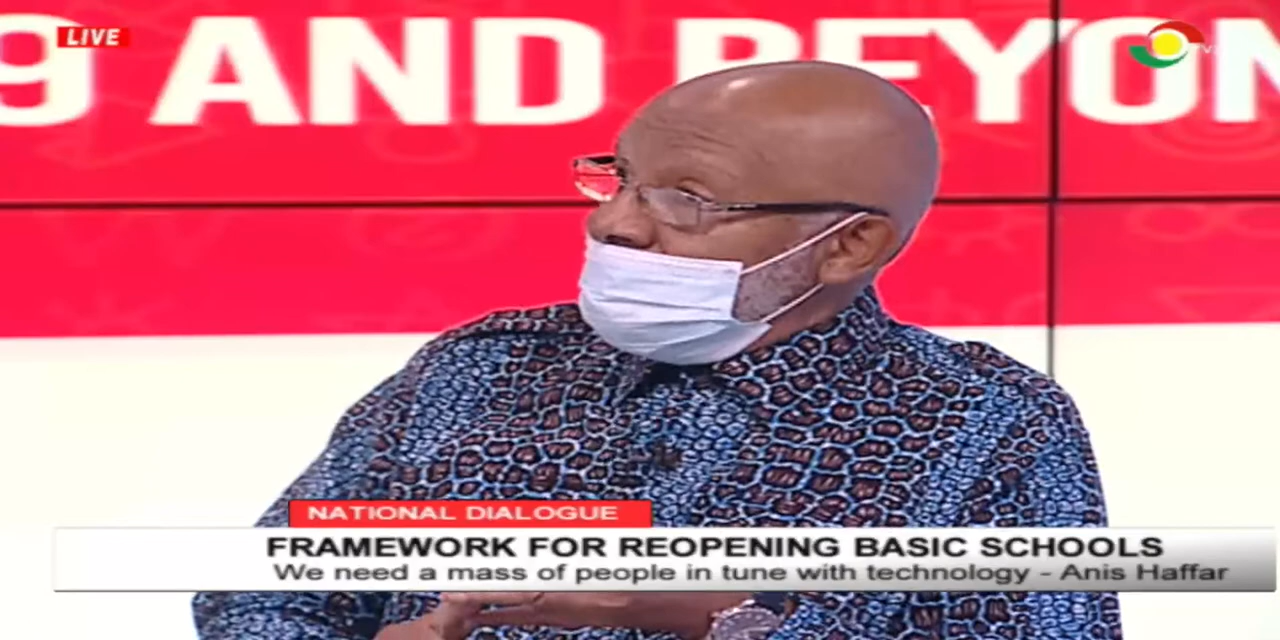 LIVE
9 AND BEYON
TV
NATIONAL DIALOGUE
FRAMEWORK FOR REOPENING BASIC SCHOOLS
We need a mass of people in tune with technology - Anis Haffar